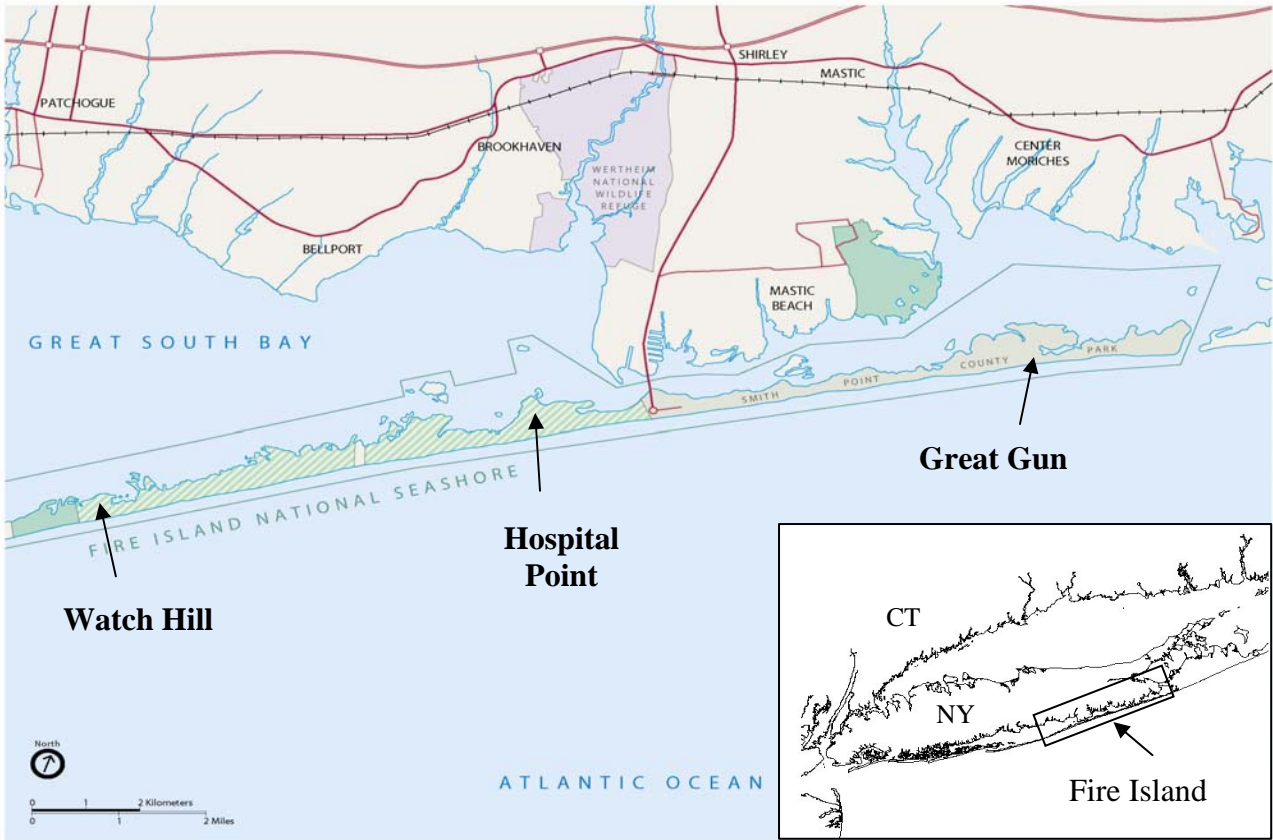 SHIRLEY
MASTIC
PATCHOGUE
BROOKHAVEN
CENTER
MORICHES
WERTHEIM
NATIONAL
WILDLIFE
REFUGE
BELLPORT
MASTIC
BEACH
GREAT SOUTH BAY
SMITH POINT COUNTY PARK
Great Gun
FIRE ISLAND NATIONAL SEASHORE
Hospital
Point
Watch Hill
CT
NY
Fire Island
North
0 1 2 Kilometers
0 1 2 Miles
ATLANTIC OCEAN